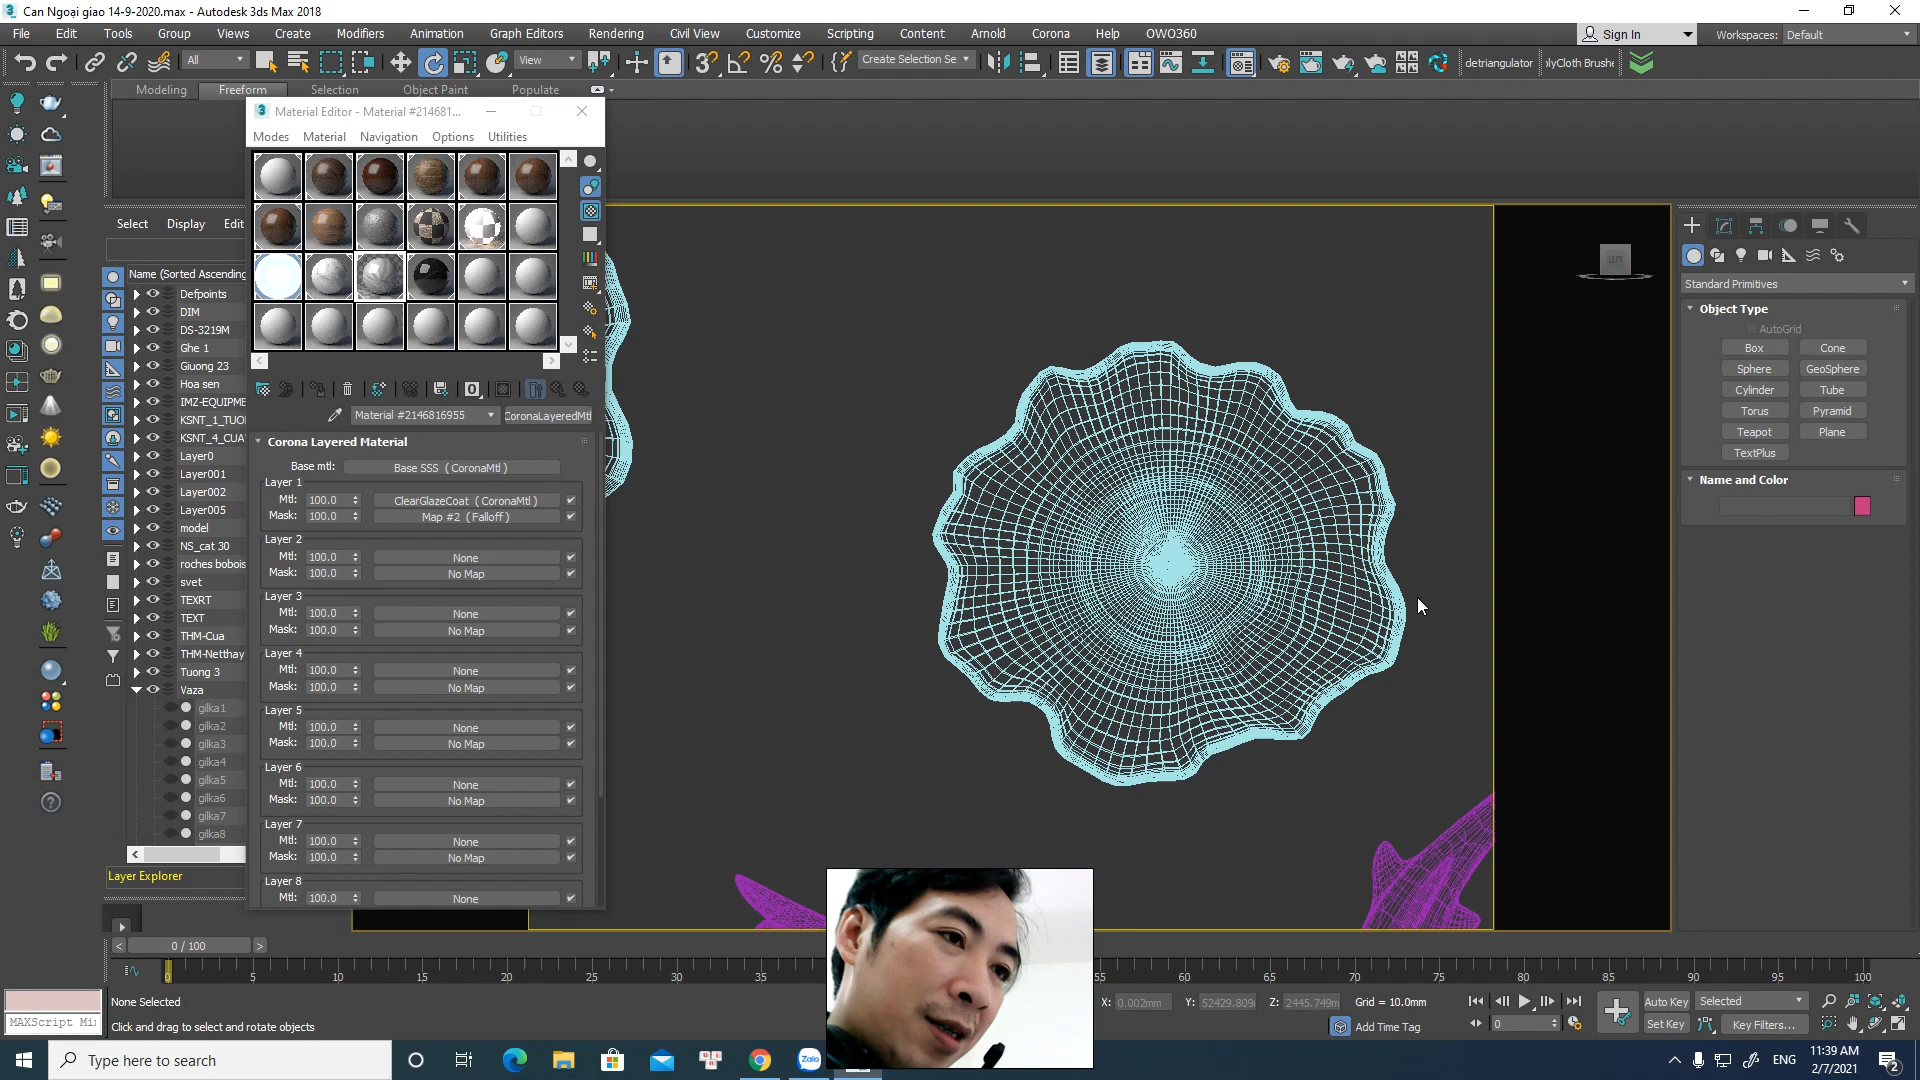 Can Ngoại giao 14-9-2020.max - Autodesk 3ds Max 2018
File Edit Tools Group Views Create Modifiers Animation Graph Editors Rendering Civil View Customize Scripting Content Arnold Corona Help OWO360
Sign In Workspaces: Default
All View Create Selection Se detriangulator
Modeling Freeform Selection Object Paint Populate
Material Editor - Material #214681...
Modes Material Navigation Options Utilities
Select Display Edit
Name (Sorted Ascending
Defpoints
DIM
DS-3219M
Ghe 1
Giuong 23
Hoa sen
IMZ-EQUIPME
KSNT_1_TUO
KSNT_4_CUA
Layer0
Layer001
Layer002
Layer005
model
NS_cat 30
roches bobois
svet
TEXRT
TEXT
THM-Cua
THM-Netthay
Tuong 3
Vaza
gilka1
gilka2
gilka3
gilka4
gilka5
gilka6
gilka7
gilka8
Layer Explorer
Material #2146816955 CoronaLayeredMtl
Corona Layered Material
Base mtl: Base SSS ( CoronaMtl )
Layer 1
Mtl: 100.0 ClearGlazeCoat ( CoronaMtl )
Mask: 100.0 Map #2 ( Falloff )
Layer 2
Mtl: 100.0 None
Mask: 100.0 No Map
Layer 3
Mtl: 100.0 None
Mask: 100.0 No Map
Layer 4
Mtl: 100.0 None
Mask: 100.0 No Map
Layer 5
Mtl: 100.0 None
Mask: 100.0 No Map
Layer 6
Mtl: 100.0 None
Mask: 100.0 No Map
Layer 7
Mtl: 100.0 None
Mask: 100.0 No Map
Layer 8
Mtl: 100.0 None
LEFT
Standard Primitives
Object Type
AutoGrid
Box Cone
Sphere GeoSphere
Cylinder Tube
Torus Pyramid
Teapot Plane
TextPlus
Name and Color
0 / 100
0 5 10 15 20 25 30 35 55 60 65 70 75 80 85 90 95 100
None Selected
MAXScript Mi
Click and drag to select and rotate objects
X: 0.002mm Y: 52429.809 Z: 2445.749m Grid = 10.0mm
Add Time Tag
0
Auto Key Selected
Set Key Key Filters...
Type here to search
Zalo
ENG
11:39 AM
2/7/2021
2